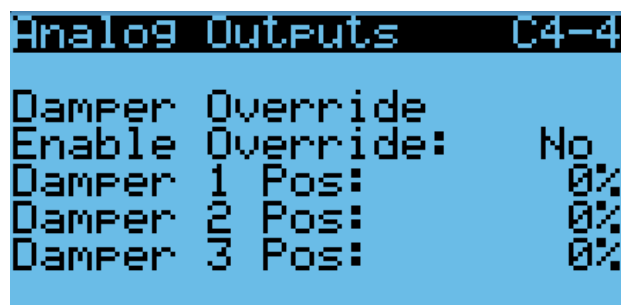 Analog Outputs C4-4
Damper Override
Enable Override: No
Damper 1 Pos: 0%
Damper 2 Pos: 0%
Damper 3 Pos: 0%